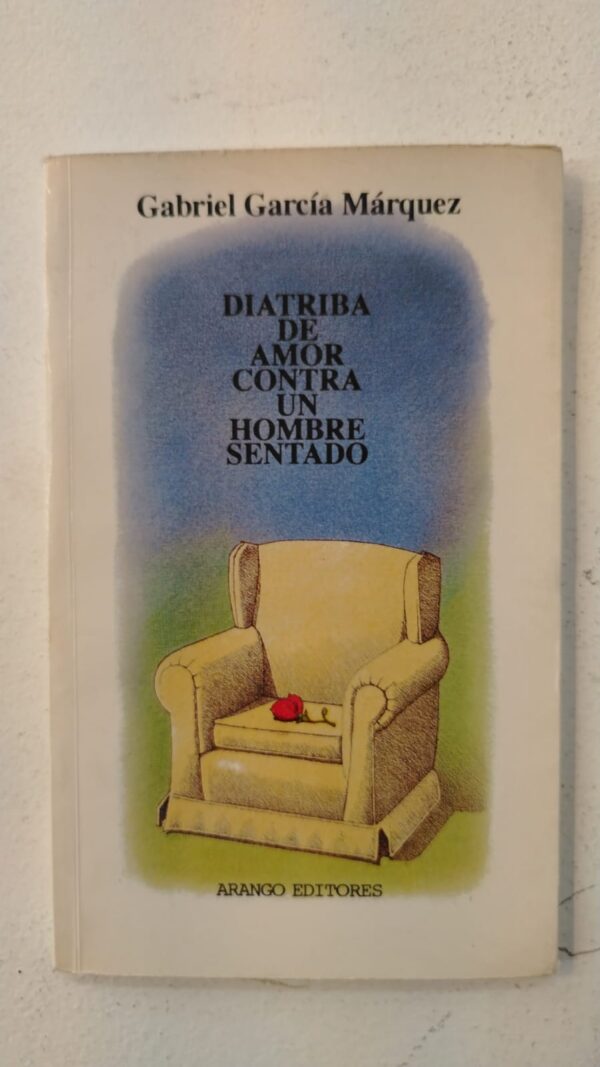 Gabriel García Márquez
DIATRIBA
DE
AMOR
CONTRA
UN
HOMBRE
SENTADO
ARANGO EDITORES